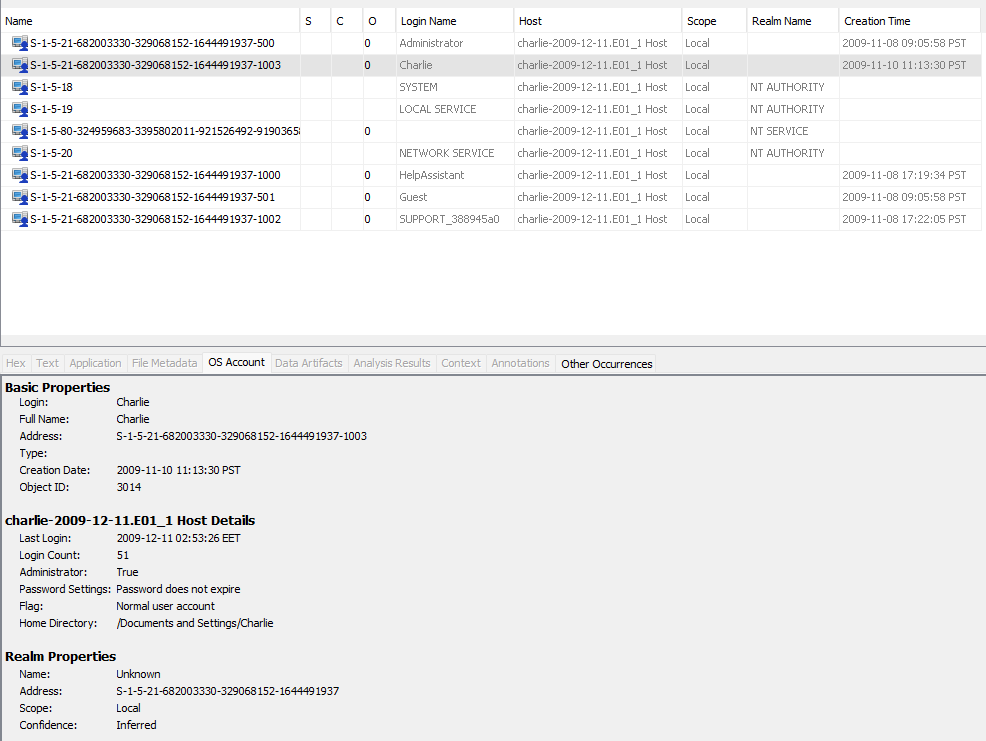 Name S C O Login Name Host Scope Realm Name Creation Time
S-1-5-21-682003330-329068152-1644491937-500 0 Administrator charlie-2009-12-11.E01_1 Host Local 2009-11-08 09:05:58 PST
S-1-5-21-682003330-329068152-1644491937-1003 0 Charlie charlie-2009-12-11.E01_1 Host Local 2009-11-10 11:13:30 PST
S-1-5-18 SYSTEM charlie-2009-12-11.E01_1 Host Local NT AUTHORITY
S-1-5-19 LOCAL SERVICE charlie-2009-12-11.E01_1 Host Local NT AUTHORITY
S-1-5-80-324959683-3395802011-921526492-9190365 0 charlie-2009-12-11.E01_1 Host Local NT SERVICE
S-1-5-20 NETWORK SERVICE charlie-2009-12-11.E01_1 Host Local NT AUTHORITY
S-1-5-21-682003330-329068152-1644491937-1000 0 HelpAssistant charlie-2009-12-11.E01_1 Host Local 2009-11-08 17:19:34 PST
S-1-5-21-682003330-329068152-1644491937-501 0 Guest charlie-2009-12-11.E01_1 Host Local 2009-11-08 09:05:58 PST
S-1-5-21-682003330-329068152-1644491937-1002 0 SUPPORT_388945a0 charlie-2009-12-11.E01_1 Host Local 2009-11-08 17:22:05 PST
Hex Text Application File Metadata OS Account Data Artifacts Analysis Results Context Annotations Other Occurrences
Basic Properties
Login: Charlie
Full Name: Charlie
Address: S-1-5-21-682003330-329068152-1644491937-1003
Type:
Creation Date: 2009-11-10 11:13:30 PST
Object ID: 3014
charlie-2009-12-11.E01_1 Host Details
Last Login: 2009-12-11 02:53:26 EET
Login Count: 51
Administrator: True
Password Settings: Password does not expire
Flag: Normal user account
Home Directory: /Documents and Settings/Charlie
Realm Properties
Name: Unknown
Address: S-1-5-21-682003330-329068152-1644491937
Scope: Local
Confidence: Inferred